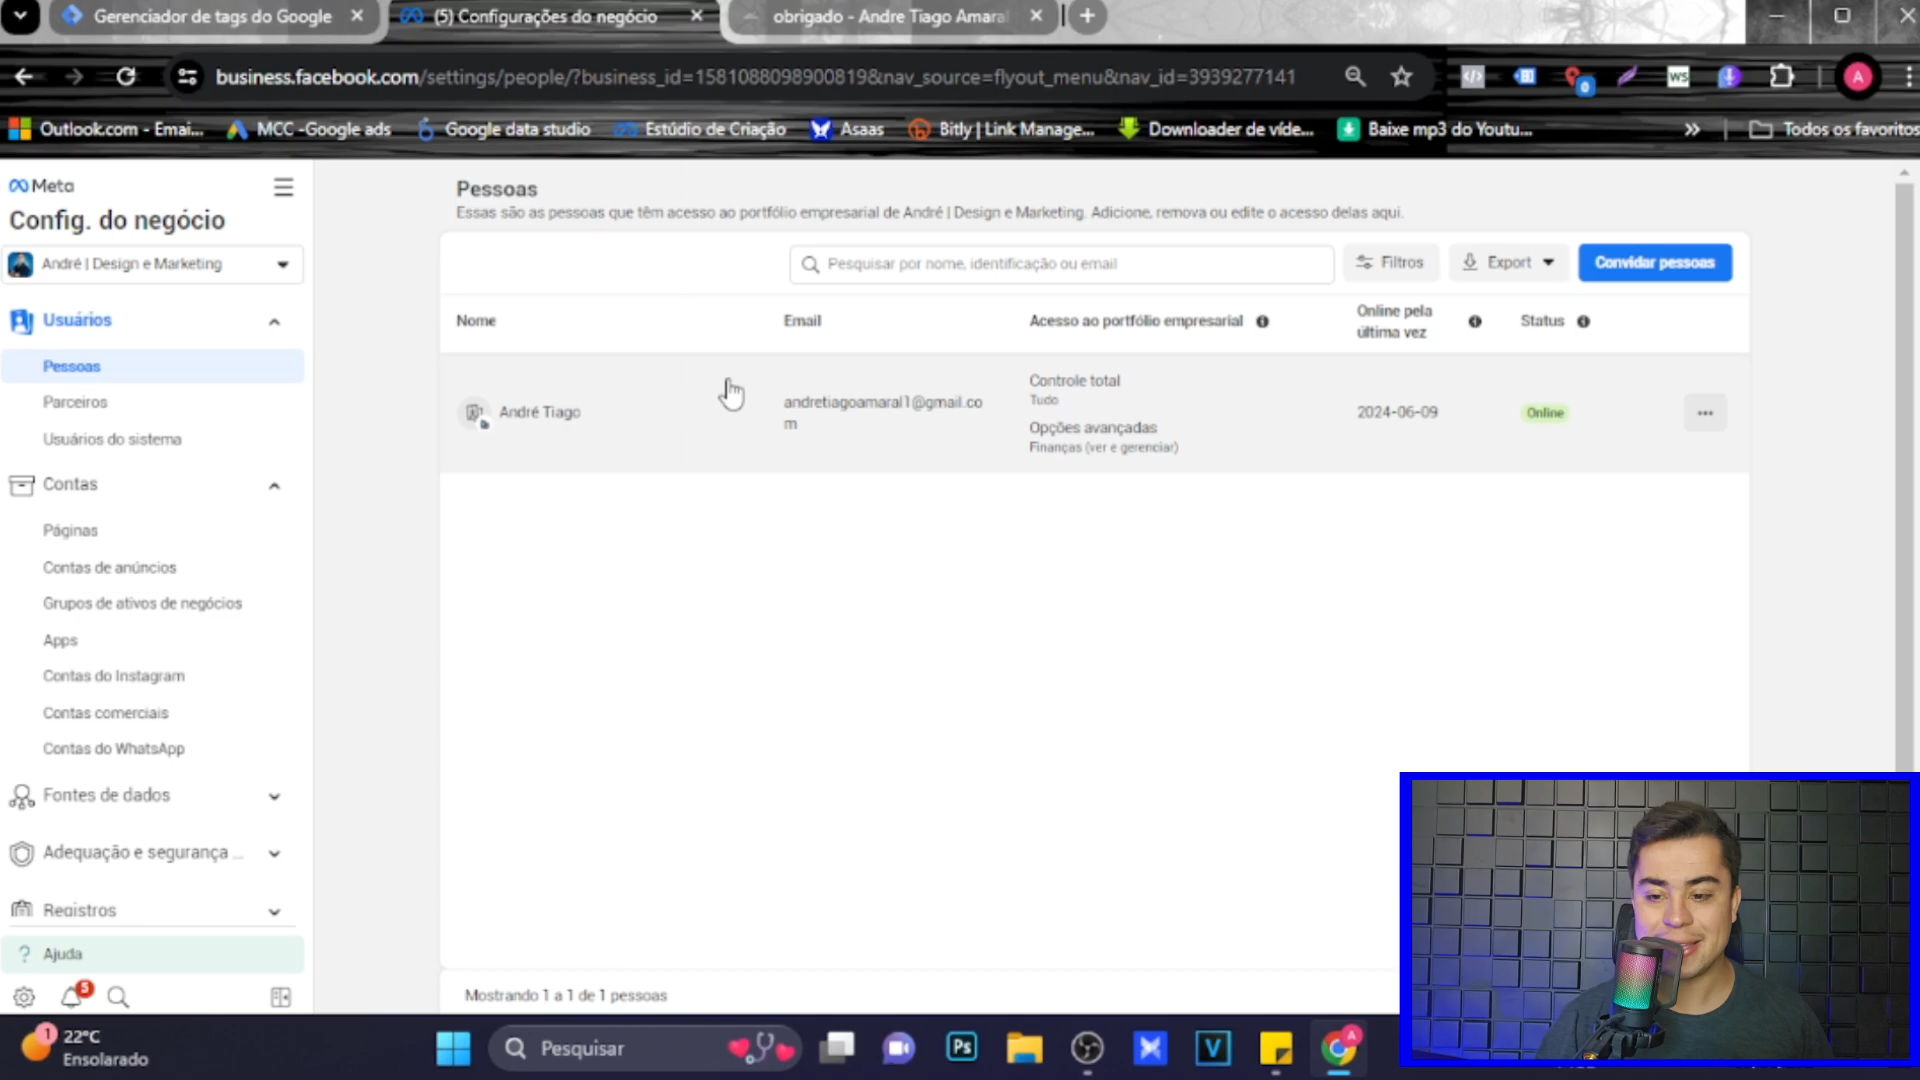 Gerenciador de tags do Google
(5) Configurações do negócio
obrigado - Andre Tiago Amaral
business.facebook.com/settings/people/?business_id=1581088098900819&nav_source=flyout_menu&nav_id=3939277141
A
Outlook.com - Emai...
MCC -Google ads
Google data studio
Estúdio de Criação
Asaas
Bitly | Link Manage...
Downloader de víde...
Baixe mp3 do Youtu...
Todos os favoritos
Meta
Config. do negócio
André | Design e Marketing
Usuários
Pessoas
Parceiros
Usuários do sistema
Contas
Páginas
Contas de anúncios
Grupos de ativos de negócios
Apps
Contas do Instagram
Contas comerciais
Contas do WhatsApp
Fontes de dados
Adequação e segurança ...
Registros
Ajuda
5
Pessoas
Essas são as pessoas que têm acesso ao portfólio empresarial de André | Design e Marketing. Adicione, remova ou edite o acesso delas aqui.
Pesquisar por nome, identificação ou email
Filtros
Export
Convidar pessoas
Nome
Email
Acesso ao portfólio empresarial
Online pela
última vez
Status
André Tiago
andretiagoamaral1@gmail.co
m
Controle total
Tudo
Opções avançadas
Finanças (ver e gerenciar)
2024-06-09
Online
Mostrando 1 a 1 de 1 pessoas
1
22°C
Ensolarado
Pesquisar
Ps
V
A